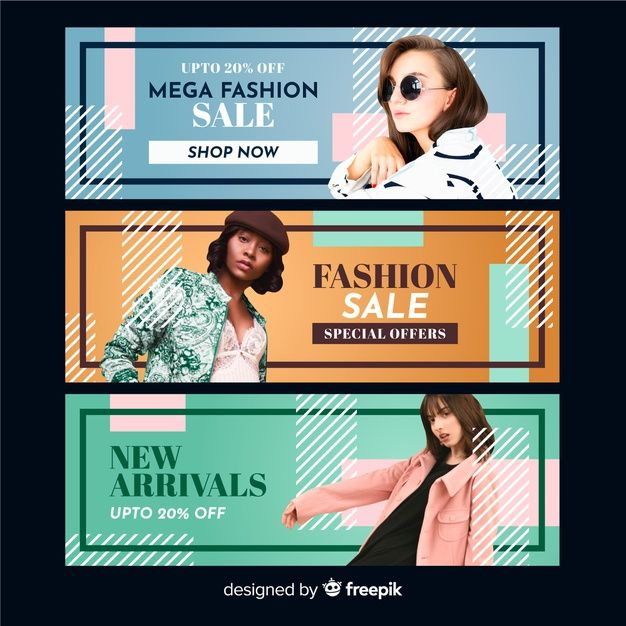 UPTO 20% OFF
MEGA FASHION
SALE
SHOP NOW
FASHION
SALE
SPECIAL OFFERS
NEW
ARRIVALS
UPTO 20% OFF
designed by freepik